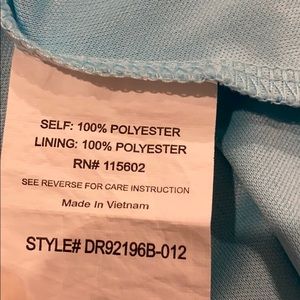 SELF: 100% POLYESTER
LINING: 100% POLYESTER
RN# 115602
SEE REVERSE FOR CARE INSTRUCTION
Made In Vietnam
STYLE# DR92196B-012